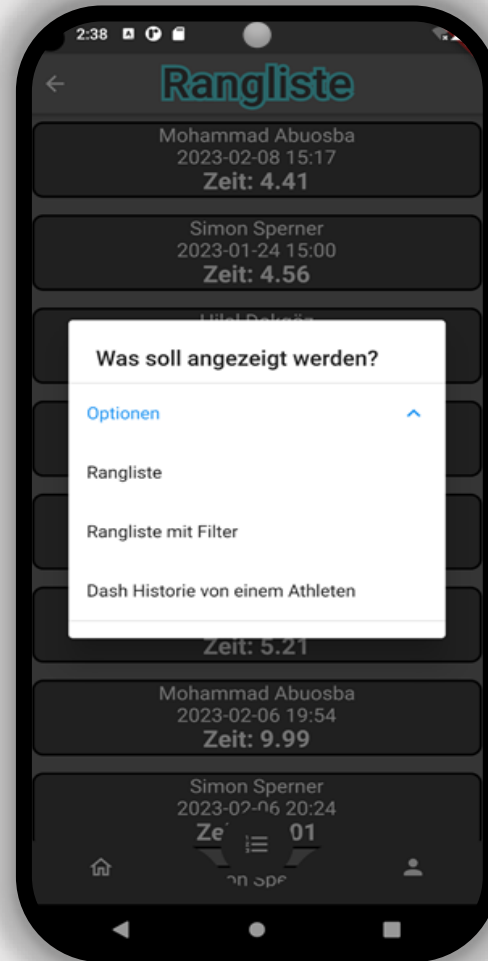 2:38
Rangliste
Mohammad Abuosba
2023-02-08 15:17
Zeit: 4.41
Simon Sperner
2023-01-24 15:00
Zeit: 4.56
Was soll angezeigt werden?
Optionen
Rangliste
Rangliste mit Filter
Dash Historie von einem Athleten
Zeit: 5.21
Mohammad Abuosba
2023-02-06 19:54
Zeit: 9.99
Simon Sperner
2023-02-06 20:24